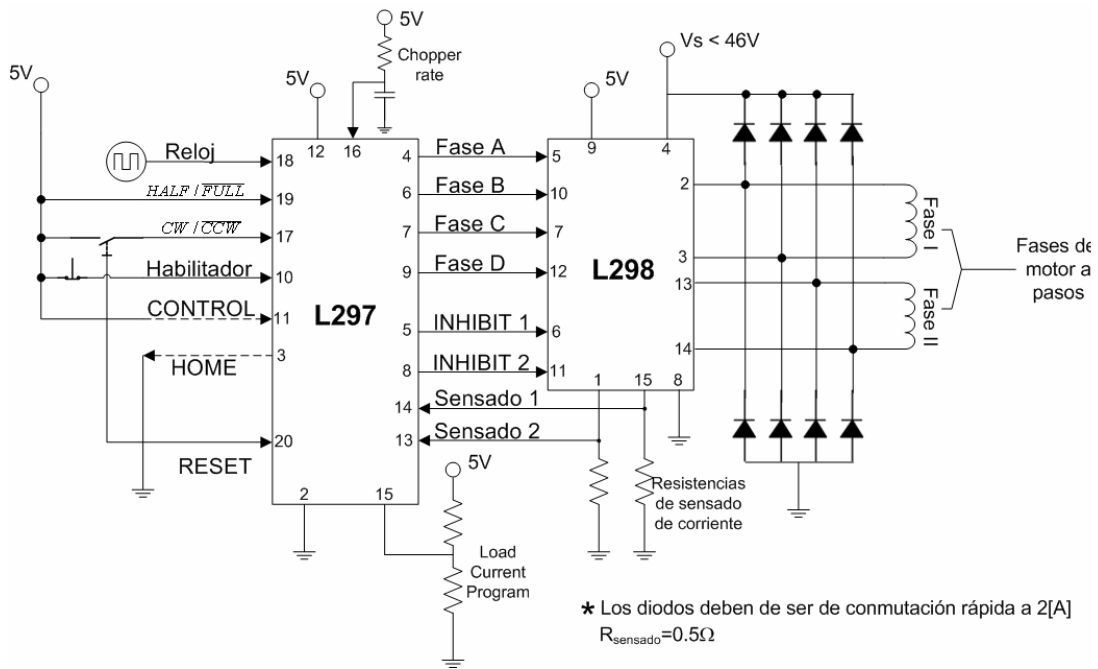 5V
Chopper
rate
Vs < 46V
5V
5V
5V
12
16
9
4
Reloj
18
4
Fase A
5
HALF / FULL
19
6
Fase B
10
2
CW / CCW
17
7
Fase C
7
Habilitador
10
9
Fase D
12
3
CONTROL
11
L297
L298
13
5
INHIBIT 1
6
3
HOME
8
INHIBIT 2
11
14
1
15
8
14
Sensado 1
20
13
Sensado 2
RESET
Fase I
Fase II
Fases de
motor a
pasos
2
15
5V
Resistencias
de sensado
de corriente
Load
Current
Program
* Los diodos deben de ser de conmutación rápida a 2[A]
Rsensado=0.5Ω